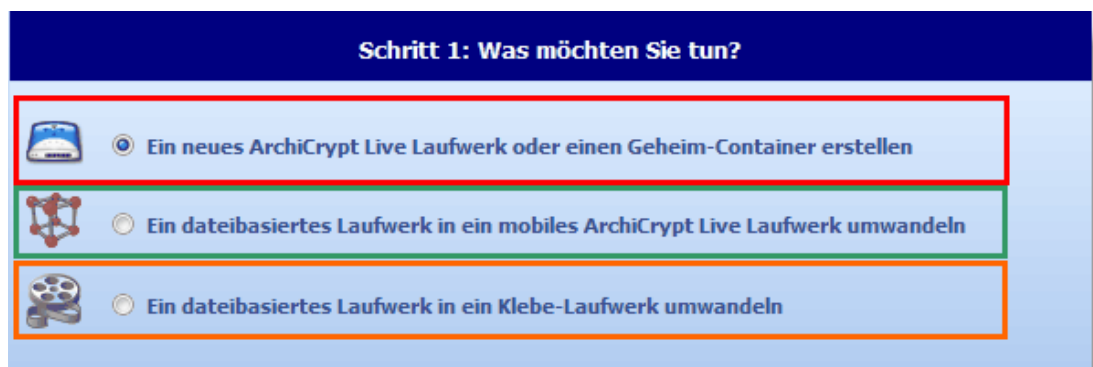 Schritt 1: Was möchten Sie tun?
Ein neues ArchiCrypt Live Laufwerk oder einen Geheim-Container erstellen
Ein dateibasiertes Laufwerk in ein mobiles ArchiCrypt Live Laufwerk umwandeln
Ein dateibasiertes Laufwerk in ein Klebe-Laufwerk umwandeln